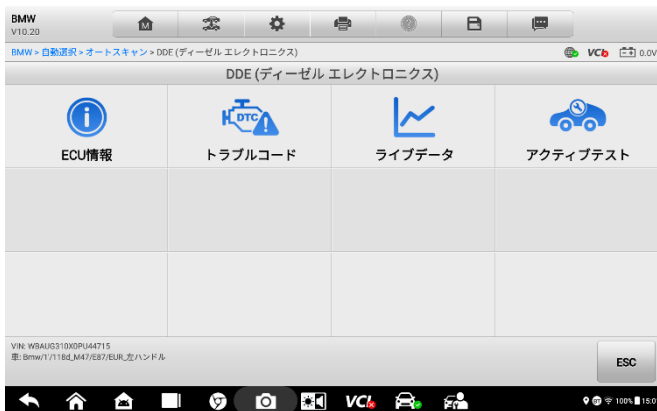 BMW
V10.20
BMW > 自動選択 > オートスキャン > DDE (ディーゼル エレクトロニクス)
VCI 0.0V
DDE (ディーゼル エレクトロニクス)
DTC
ECU情報
トラブルコード
ライブデータ
アクティブテスト
VIN: WBAUG310X0PU44715
車: Bmw/1'/118d_M47/E87/EUR_左ハンドル
ESC
VCI
100% 15:0